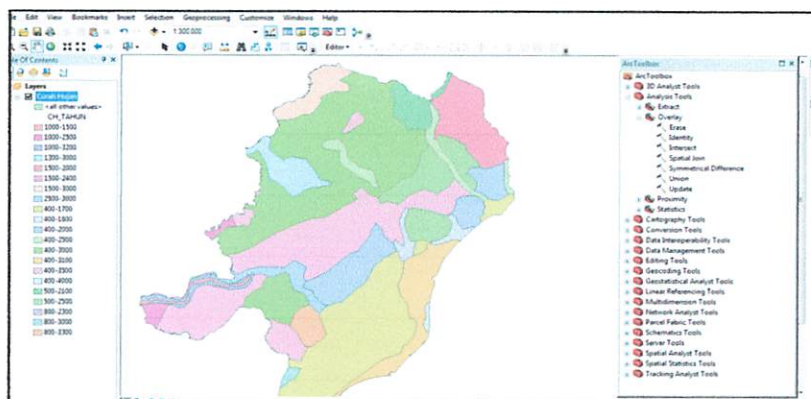 Edit View Bookmarks Insert Selection Geoprocessing Customize Windows Help
1:300.000
Editor
Of Contents
Layers
Curah Hujan
<all other values>
CH_TAHUN
1000-1500
1000-2500
1000-3200
1300-3000
1500-2000
1500-2400
1500-3000
2500-3000
400-1700
400-1800
400-2000
400-2500
400-3000
400-3100
400-3500
400-4000
500-2100
500-2500
800-2300
800-3000
800-3300
ArcToolbox
ArcToolbox
3D Analyst Tools
Analysis Tools
Extract
Overlay
Erase
Identity
Intersect
Spatial Join
Symmetrical Difference
Union
Update
Proximity
Statistics
Cartography Tools
Conversion Tools
Data Interoperability Tools
Data Management Tools
Editing Tools
Geocoding Tools
Geostatistical Analyst Tools
Linear Referencing Tools
Multidimension Tools
Network Analyst Tools
Parcel Fabric Tools
Schematics Tools
Server Tools
Spatial Analyst Tools
Spatial Statistics Tools
Tracking Analyst Tools